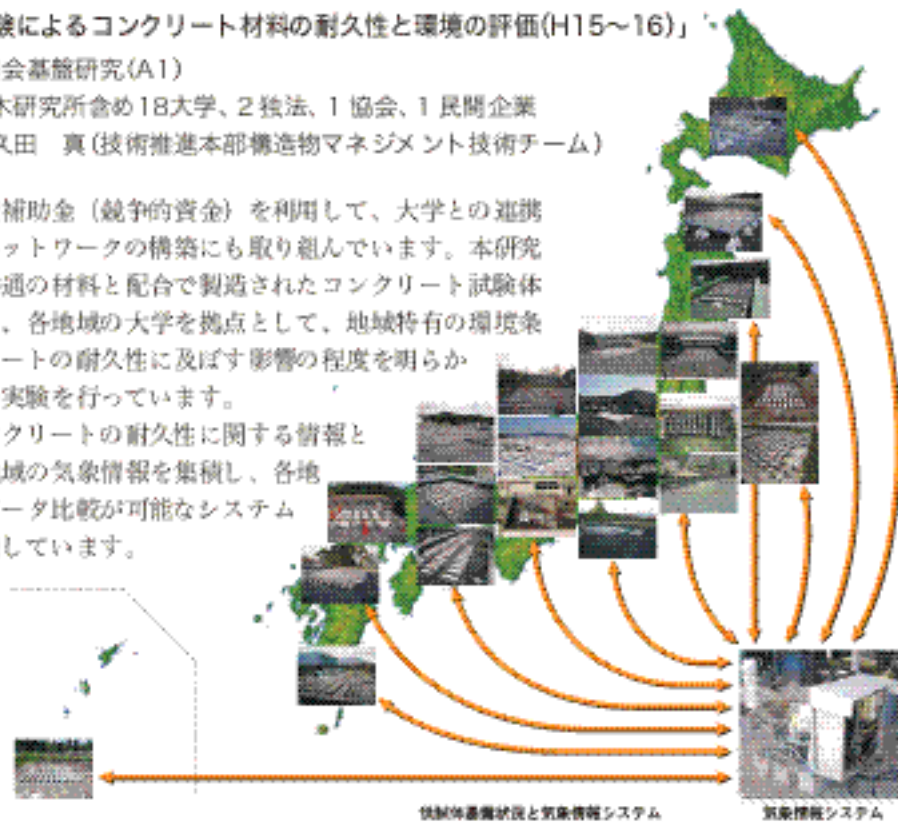 験によるコンクリート材料の耐久性と環境の評価(H15〜16)」
会基盤研究(A1)
木研究所含め18大学、2独法、1協会、1民間企業
久田 真(技術推進本部構造物マネジメント技術チーム)
補助金(競争的資金)を利用して、大学との連携
ットワークの構築にも取り組んでいます。本研究
通の材料と配合で製造されたコンクリート試験体
、各地域の大学を拠点として、地域特有の環境条
ートの耐久性に及ぼす影響の程度を明らか
実験を行っています。
クリートの耐久性に関する情報と
域の気象情報を集積し、各地
ータ比較が可能なシステム
しています。
供試体暴露状況と気象情報システム
気象情報システム